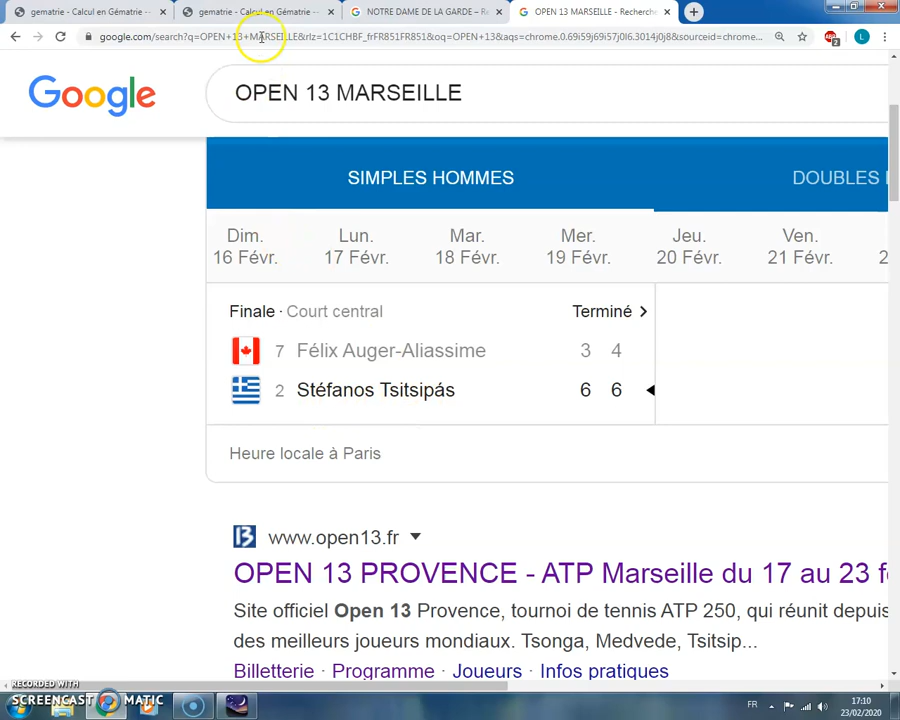 gematrie - Calcul en Gématrie -
gematrie - Calcul en Gématrie -
NOTRE DAME DE LA GARDE – R
OPEN 13 MARSEILLE - Recherche
google.com/search?q=OPEN+13+MARSEILLE&rlz=1C1CHBF_frFR851FR851&oq=OPEN+13&aqs=chrome.0.69i59j69i57j0l6.3014j0j8&sourceid=chrome...
2
L
Google
OPEN 13 MARSEILLE
SIMPLES HOMMES
DOUBLES
Dim. Lun. Mar. Mer. Jeu. Ven.
16 Févr. 17 Févr. 18 Févr. 19 Févr. 20 Févr. 21 Févr. 2
Finale · Court central Terminé
7 Félix Auger-Aliassime 3 4
2 Stéfanos Tsitsipás 6 6
Heure locale à Paris
13 www.open13.fr
OPEN 13 PROVENCE - ATP Marseille du 17 au 23 fé
Site officiel Open 13 Provence, tournoi de tennis ATP 250, qui réunit depuis
des meilleurs joueurs mondiaux. Tsonga, Medvede, Tsitsip...
Billetterie · Programme · Joueurs · Infos pratiques
RECORDED WITH
SCREENCAST MATIC
FR
17:10
23/02/2020